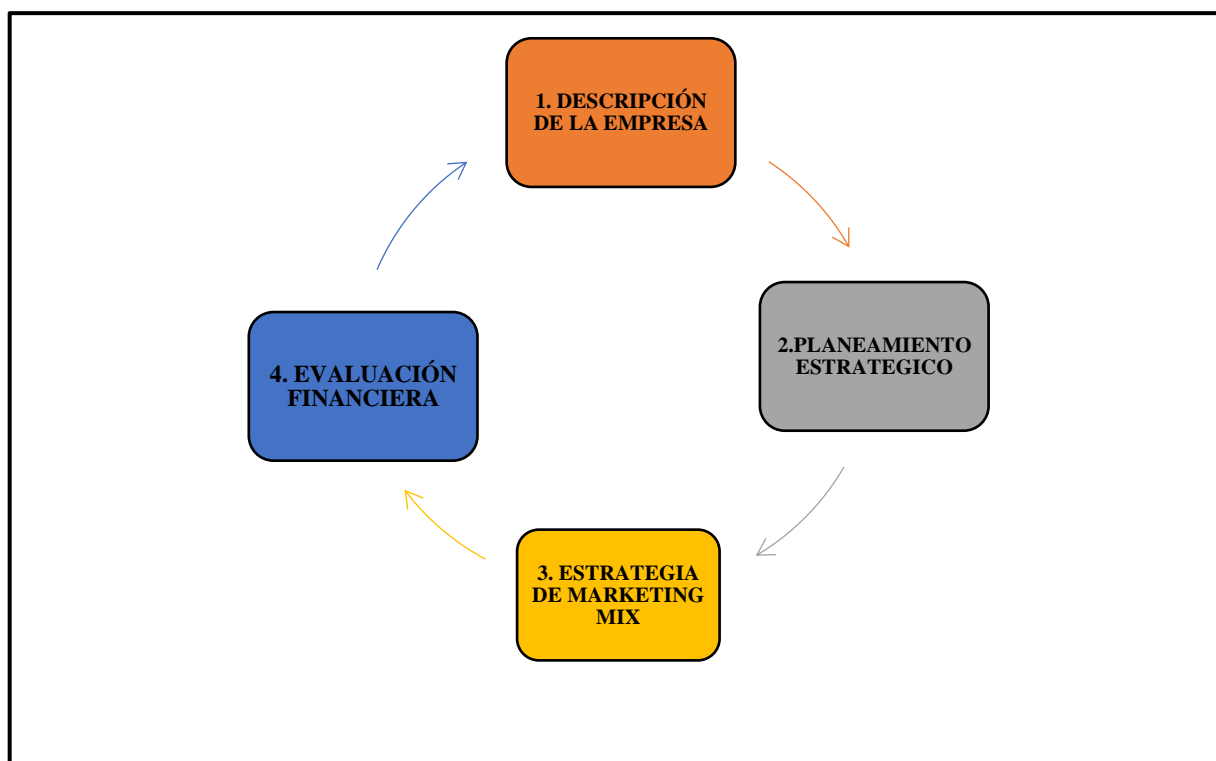 1. DESCRIPCIÓN
DE LA EMPRESA
2.PLANEAMIENTO
ESTRATEGICO
3. ESTRATEGIA
DE MARKETING
MIX
4. EVALUACIÓN
FINANCIERA